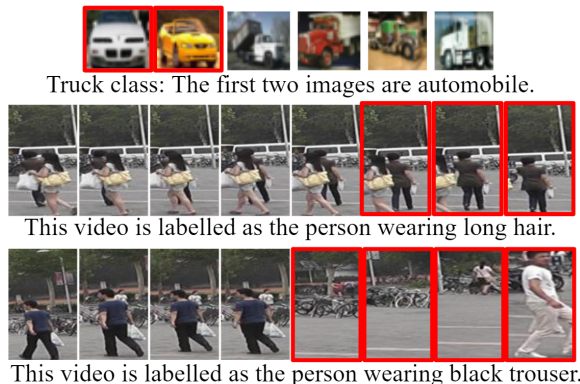 Truck class: The first two images are automobile.
This video is labelled as the person wearing long hair.
This video is labelled as the person wearing black trouser.